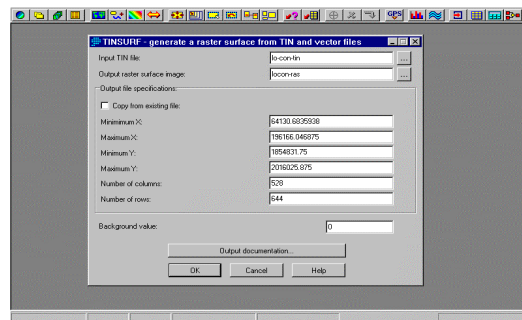 GPS
TINSURF - generate a raster surface from TIN and vector files
Input TIN file:
lo-con-tin
...
Output raster surface image:
locon-ras
...
Output file specifications:
Copy from existing file:
Minimimum X:
64130.6835938
Maximum X:
196166.046875
Minimum Y:
1854831.75
Maximum Y:
2016025.875
Number of columns:
528
Number of rows:
644
Background value:
0
Output documentation...
OK
Cancel
Help